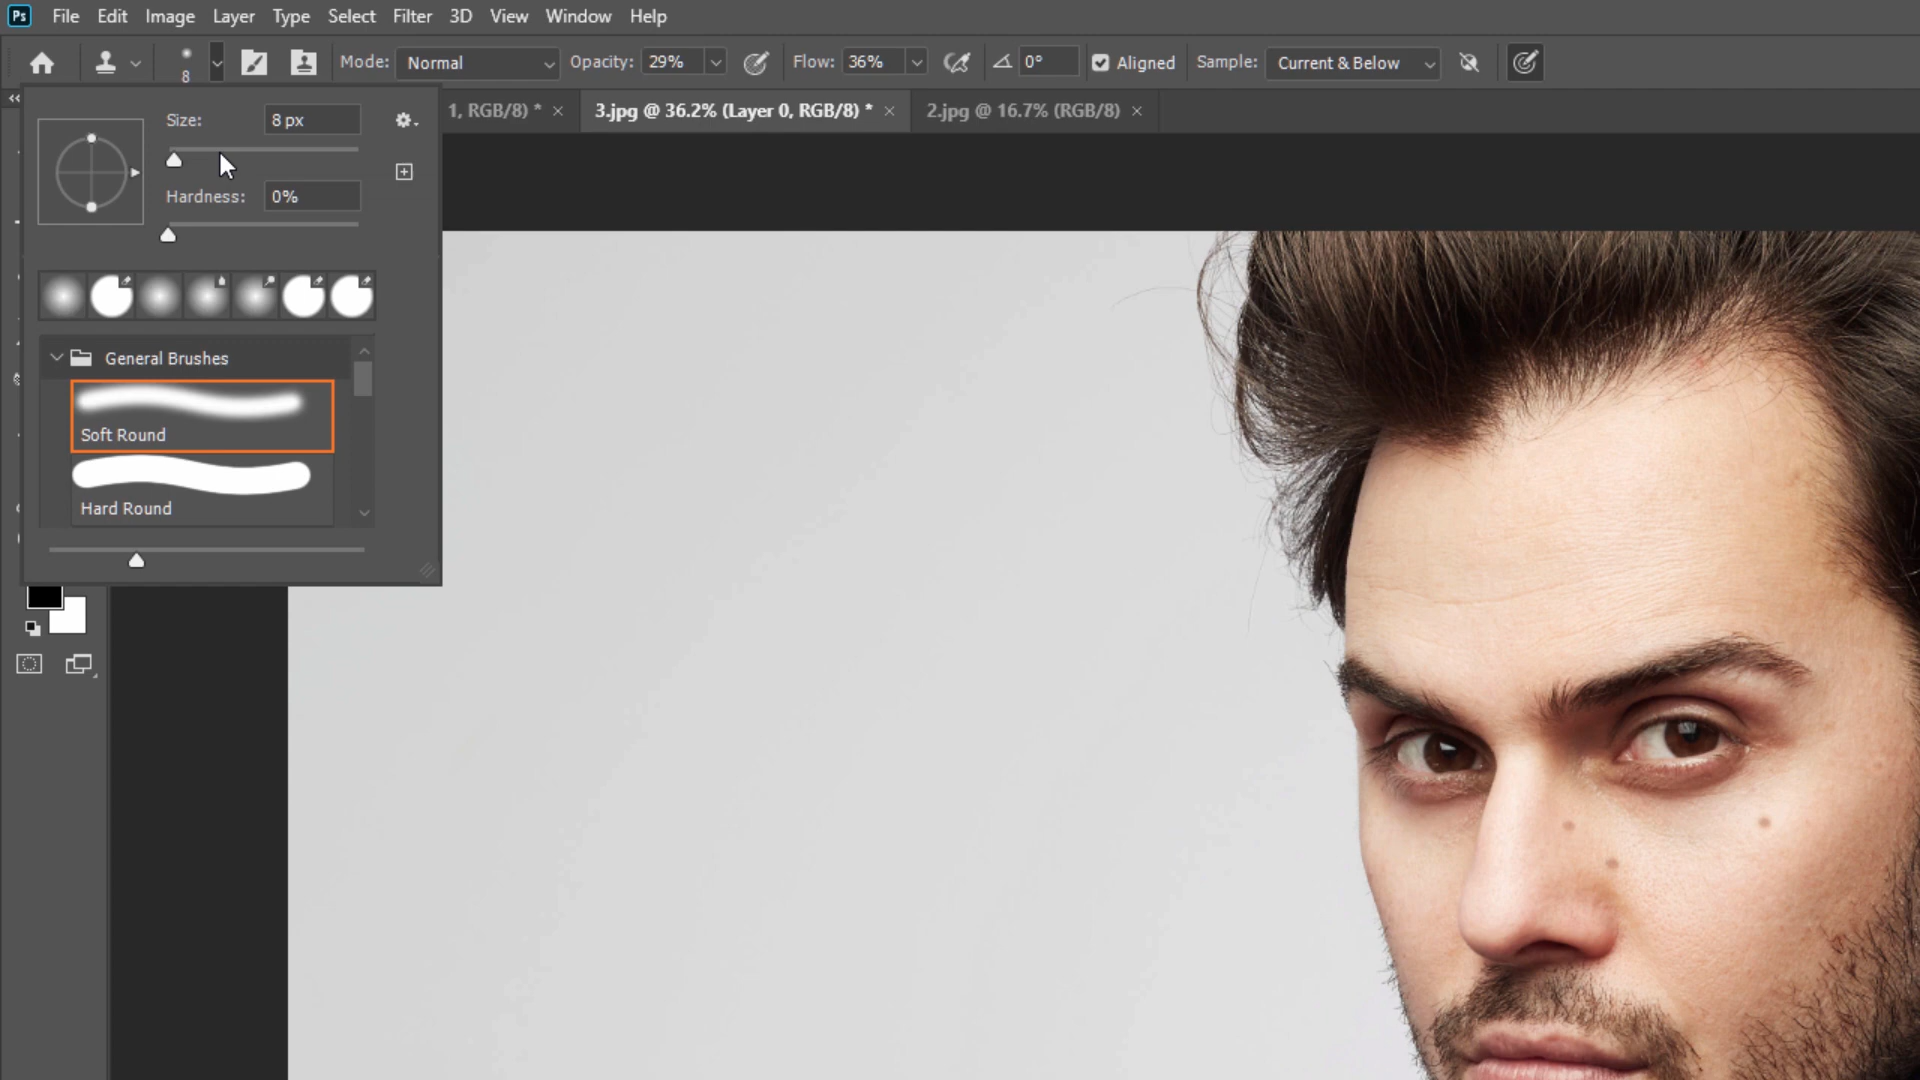 Ps File Edit Image Layer Type Select Filter 3D View Window Help
8 Mode: Normal Opacity: 29% Flow: 36% 0° Aligned Sample: Current & Below
1, RGB/8) * × 3.jpg @ 36.2% (Layer 0, RGB/8) * × 2.jpg @ 16.7% (RGB/8) ×
Size: 8 px
Hardness: 0%
General Brushes
Soft Round
Hard Round